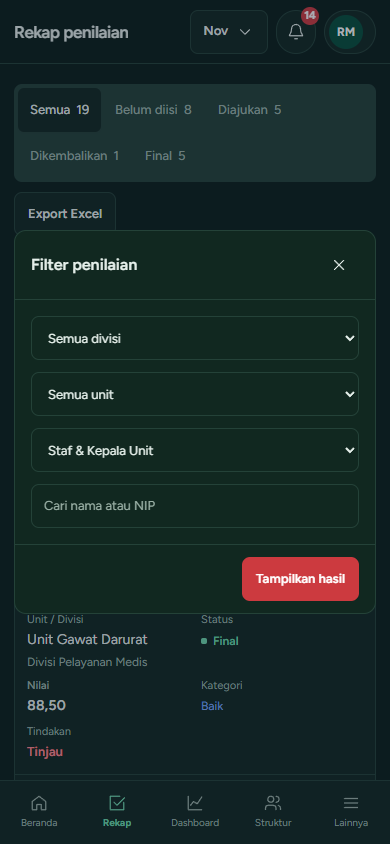 Rekap penilaian
Nov
14
RM
Semua 19
Belum diisi 8
Diajukan 5
Dikembalikan 1
Final 5
Export Excel
Filter penilaian
Semua divisi
Semua unit
Staf & Kepala Unit
Cari nama atau NIP
Tampilkan hasil
Unit / Divisi
Status
Unit Gawat Darurat
Final
Divisi Pelayanan Medis
Nilai
Kategori
88,50
Baik
Tindakan
Tinjau
Beranda
Rekap
Dashboard
Struktur
Lainnya